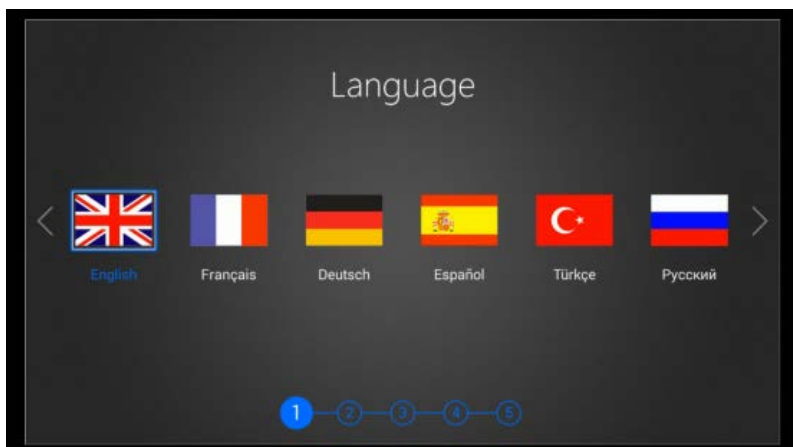 Language
English Français Deutsch Español Türkçe Русский
1 2 3 4 5